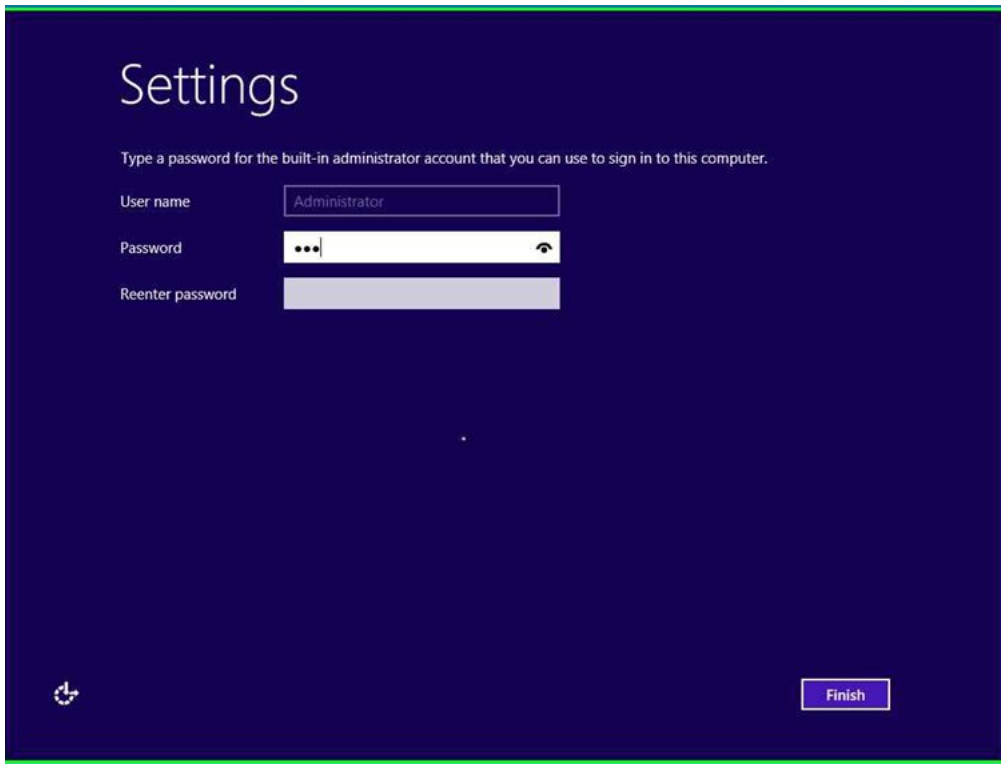 Settings
Type a password for the built-in administrator account that you can use to sign in to this computer.
User name
Administrator
Password
•••
Reenter password
Finish